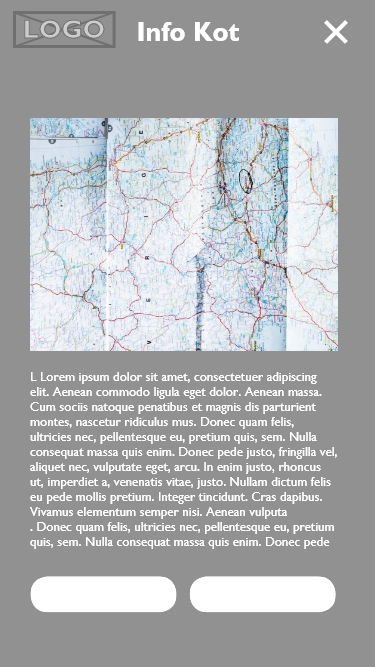 LOGO
Info Kot
L Lorem ipsum dolor sit amet, consectetuer adipiscing
elit. Aenean commodo ligula eget dolor. Aenean massa.
Cum sociis natoque penatibus et magnis dis parturient
montes, nascetur ridiculus mus. Donec quam felis,
ultricies nec, pellentesque eu, pretium quis, sem. Nulla
consequat massa quis enim. Donec pede justo, fringilla vel,
aliquet nec, vulputate eget, arcu. In enim justo, rhoncus
ut, imperdiet a, venenatis vitae, justo. Nullam dictum felis
eu pede mollis pretium. Integer tincidunt. Cras dapibus.
Vivamus elementum semper nisi. Aenean vulputa
. Donec quam felis, ultricies nec, pellentesque eu, pretium
quis, sem. Nulla consequat massa quis enim. Donec pede